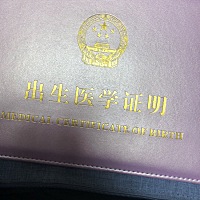 出生医学证明
MEDICAL CERTIFICATE OF BIRTH